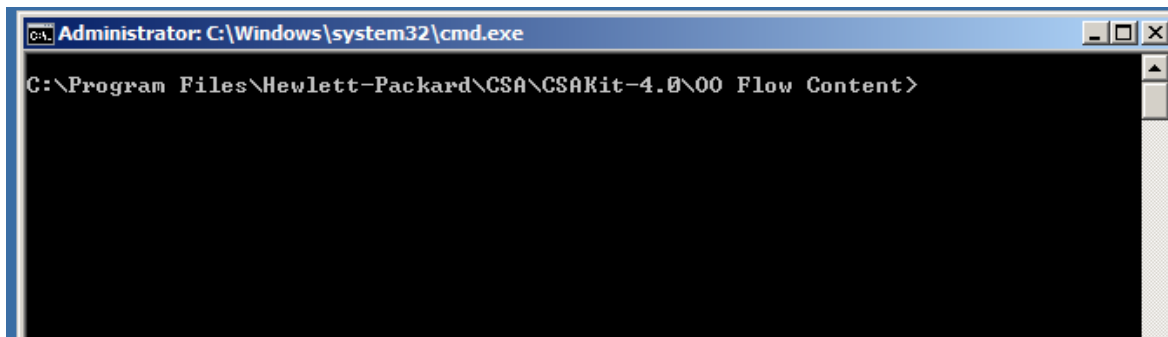 Administrator: C:\Windows\system32\cmd.exe
C:\Program Files\Hewlett-Packard\CSA\CSAKit-4.0\OO Flow Content>